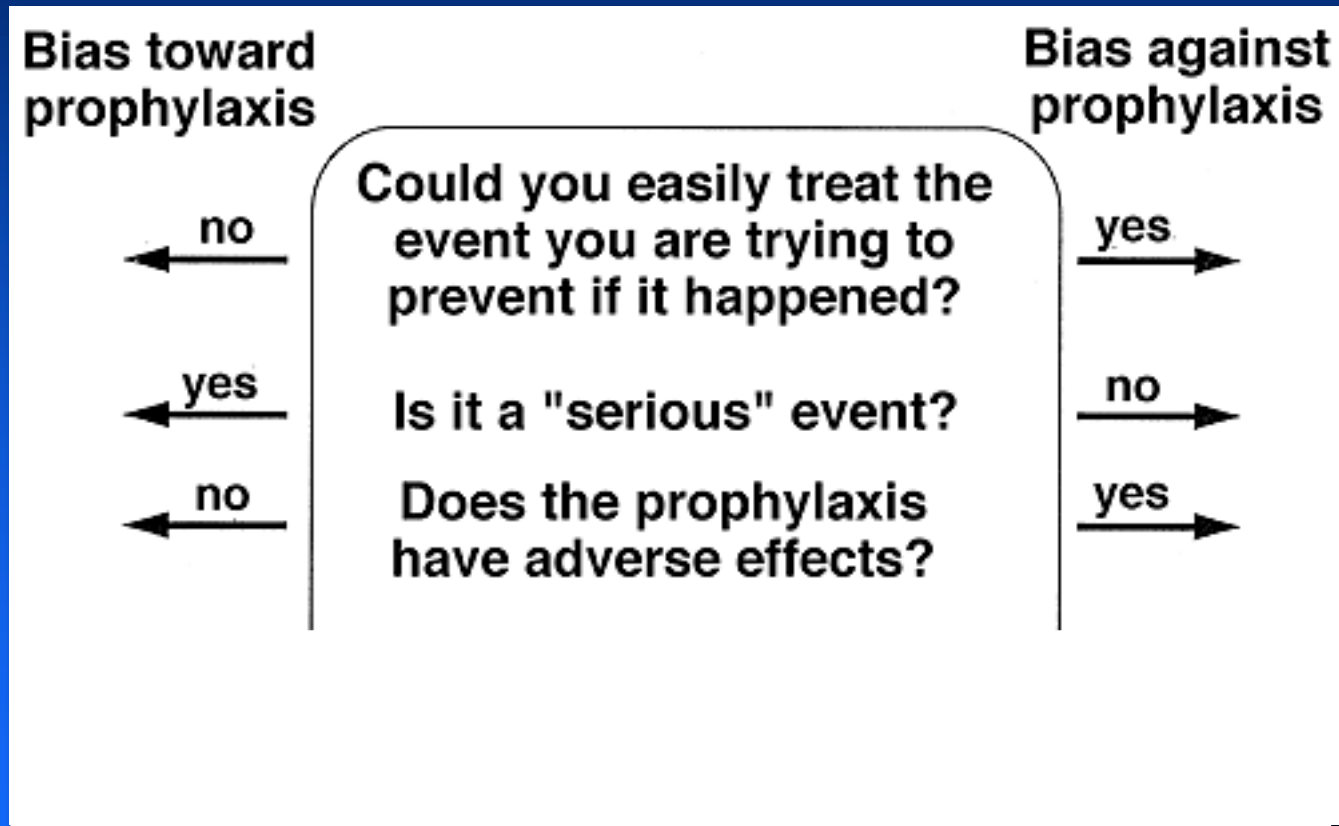 Bias toward
prophylaxis
Bias against
prophylaxis
Could you easily treat the
event you are trying to
prevent if it happened?
no
yes
Is it a "serious" event?
yes
no
Does the prophylaxis
have adverse effects?
no
yes